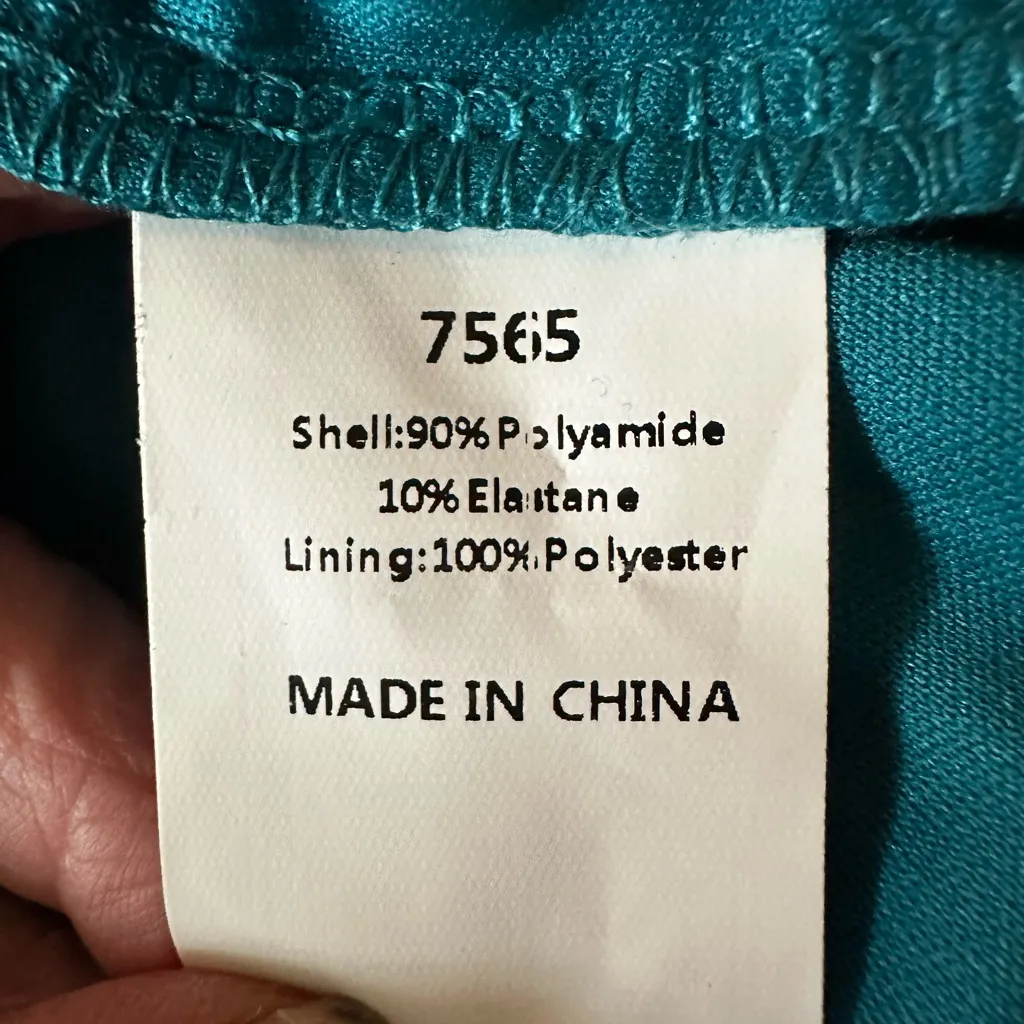 7565
Shell:90% Polyamide
10% Elastane
Lining:100% Polyester
MADE IN CHINA